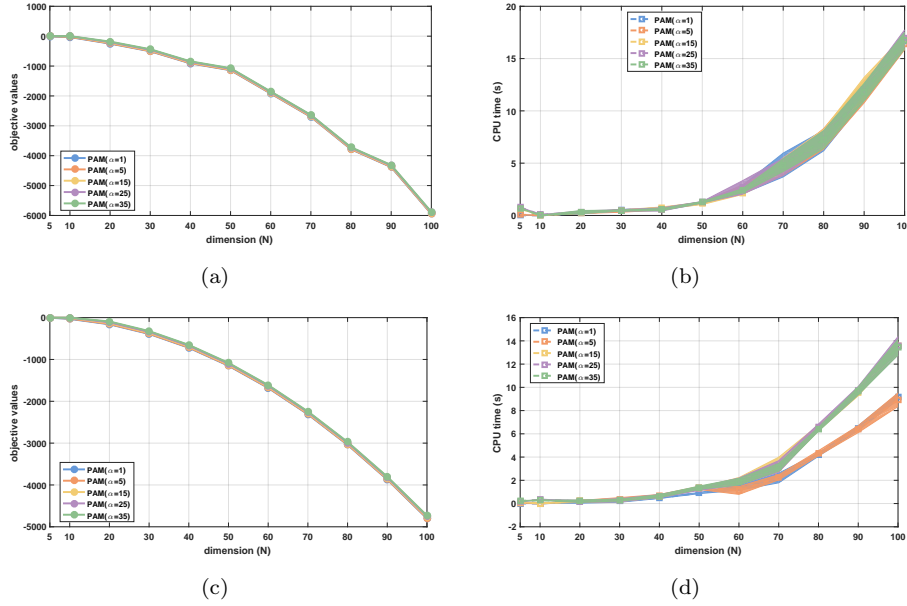 1000
0
-1000
-2000
-3000
-4000
-5000
-6000
objective values
PAM(α=1)
PAM(α=5)
PAM(α=15)
PAM(α=25)
PAM(α=35)
5 10 20 30 40 50 60 70 80 90 100
dimension (N)
(a)
20
15
10
5
0
CPU time (s)
PAM(α=1)
PAM(α=5)
PAM(α=15)
PAM(α=25)
PAM(α=35)
5 10 20 30 40 50 60 70 80 90 100
dimension (N)
(b)
0
-1000
-2000
-3000
-4000
-5000
objective values
PAM(α=1)
PAM(α=5)
PAM(α=15)
PAM(α=25)
PAM(α=35)
5 10 20 30 40 50 60 70 80 90 100
dimension (N)
(c)
16
14
12
10
8
6
4
2
0
-2
CPU time (s)
PAM(α=1)
PAM(α=5)
PAM(α=15)
PAM(α=25)
PAM(α=35)
5 10 20 30 40 50 60 70 80 90 100
dimension (N)
(d)